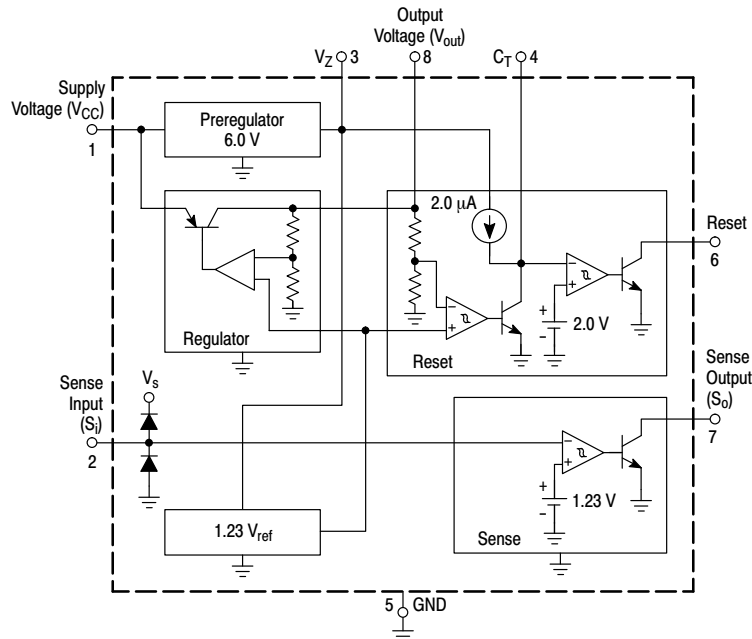 Output
Voltage (Vout)
VZ 3
8
CT 4
Supply
Voltage (VCC)
1
Preregulator
6.0 V
2.0 μA
Reset
6
2.0 V
Regulator
Reset
Sense
Input
(Si)
2
Vs
Sense
Output
(So)
7
1.23 V
1.23 Vref
Sense
5 GND